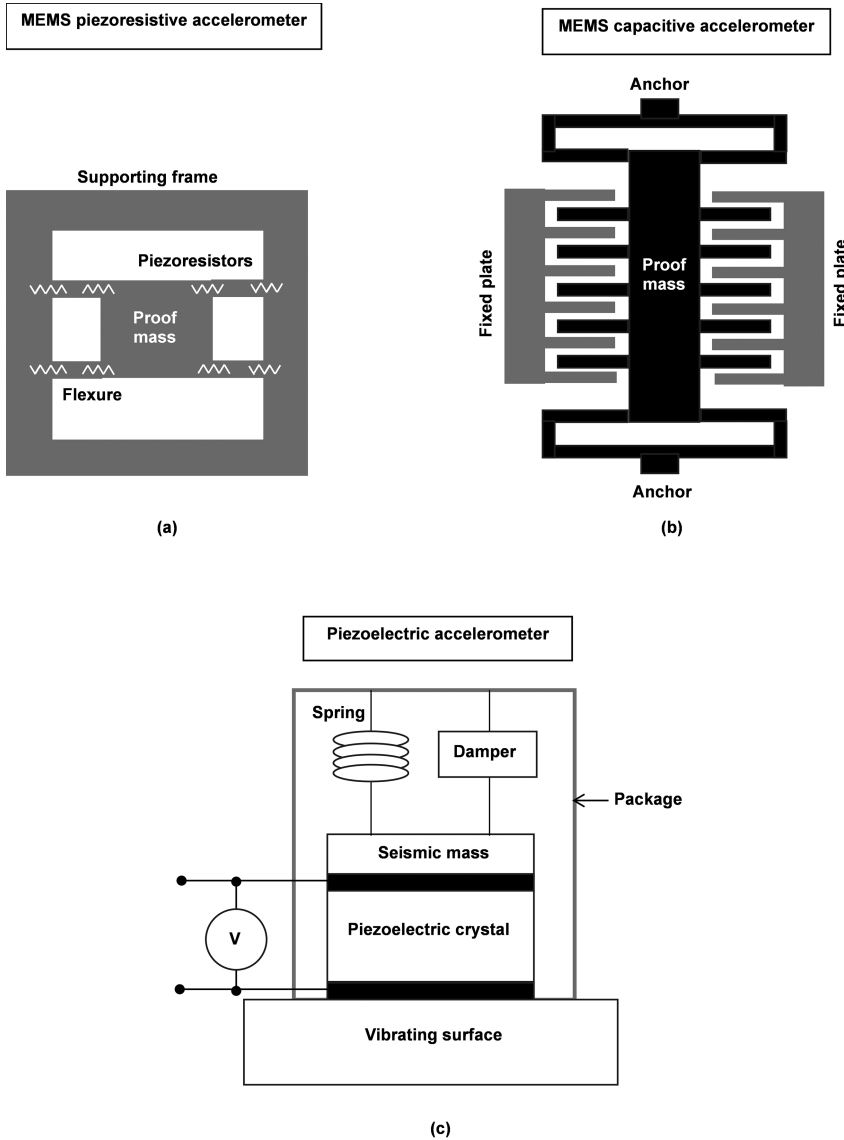 MEMS piezoresistive accelerometer
MEMS capacitive accelerometer
Supporting frame
Piezoresistors
Proof
mass
Flexure
(a)
Anchor
Fixed plate
Proof
mass
Fixed plate
Anchor
(b)
Piezoelectric accelerometer
Spring
Damper
Package
Seismic mass
Piezoelectric crystal
V
Vibrating surface
(c)